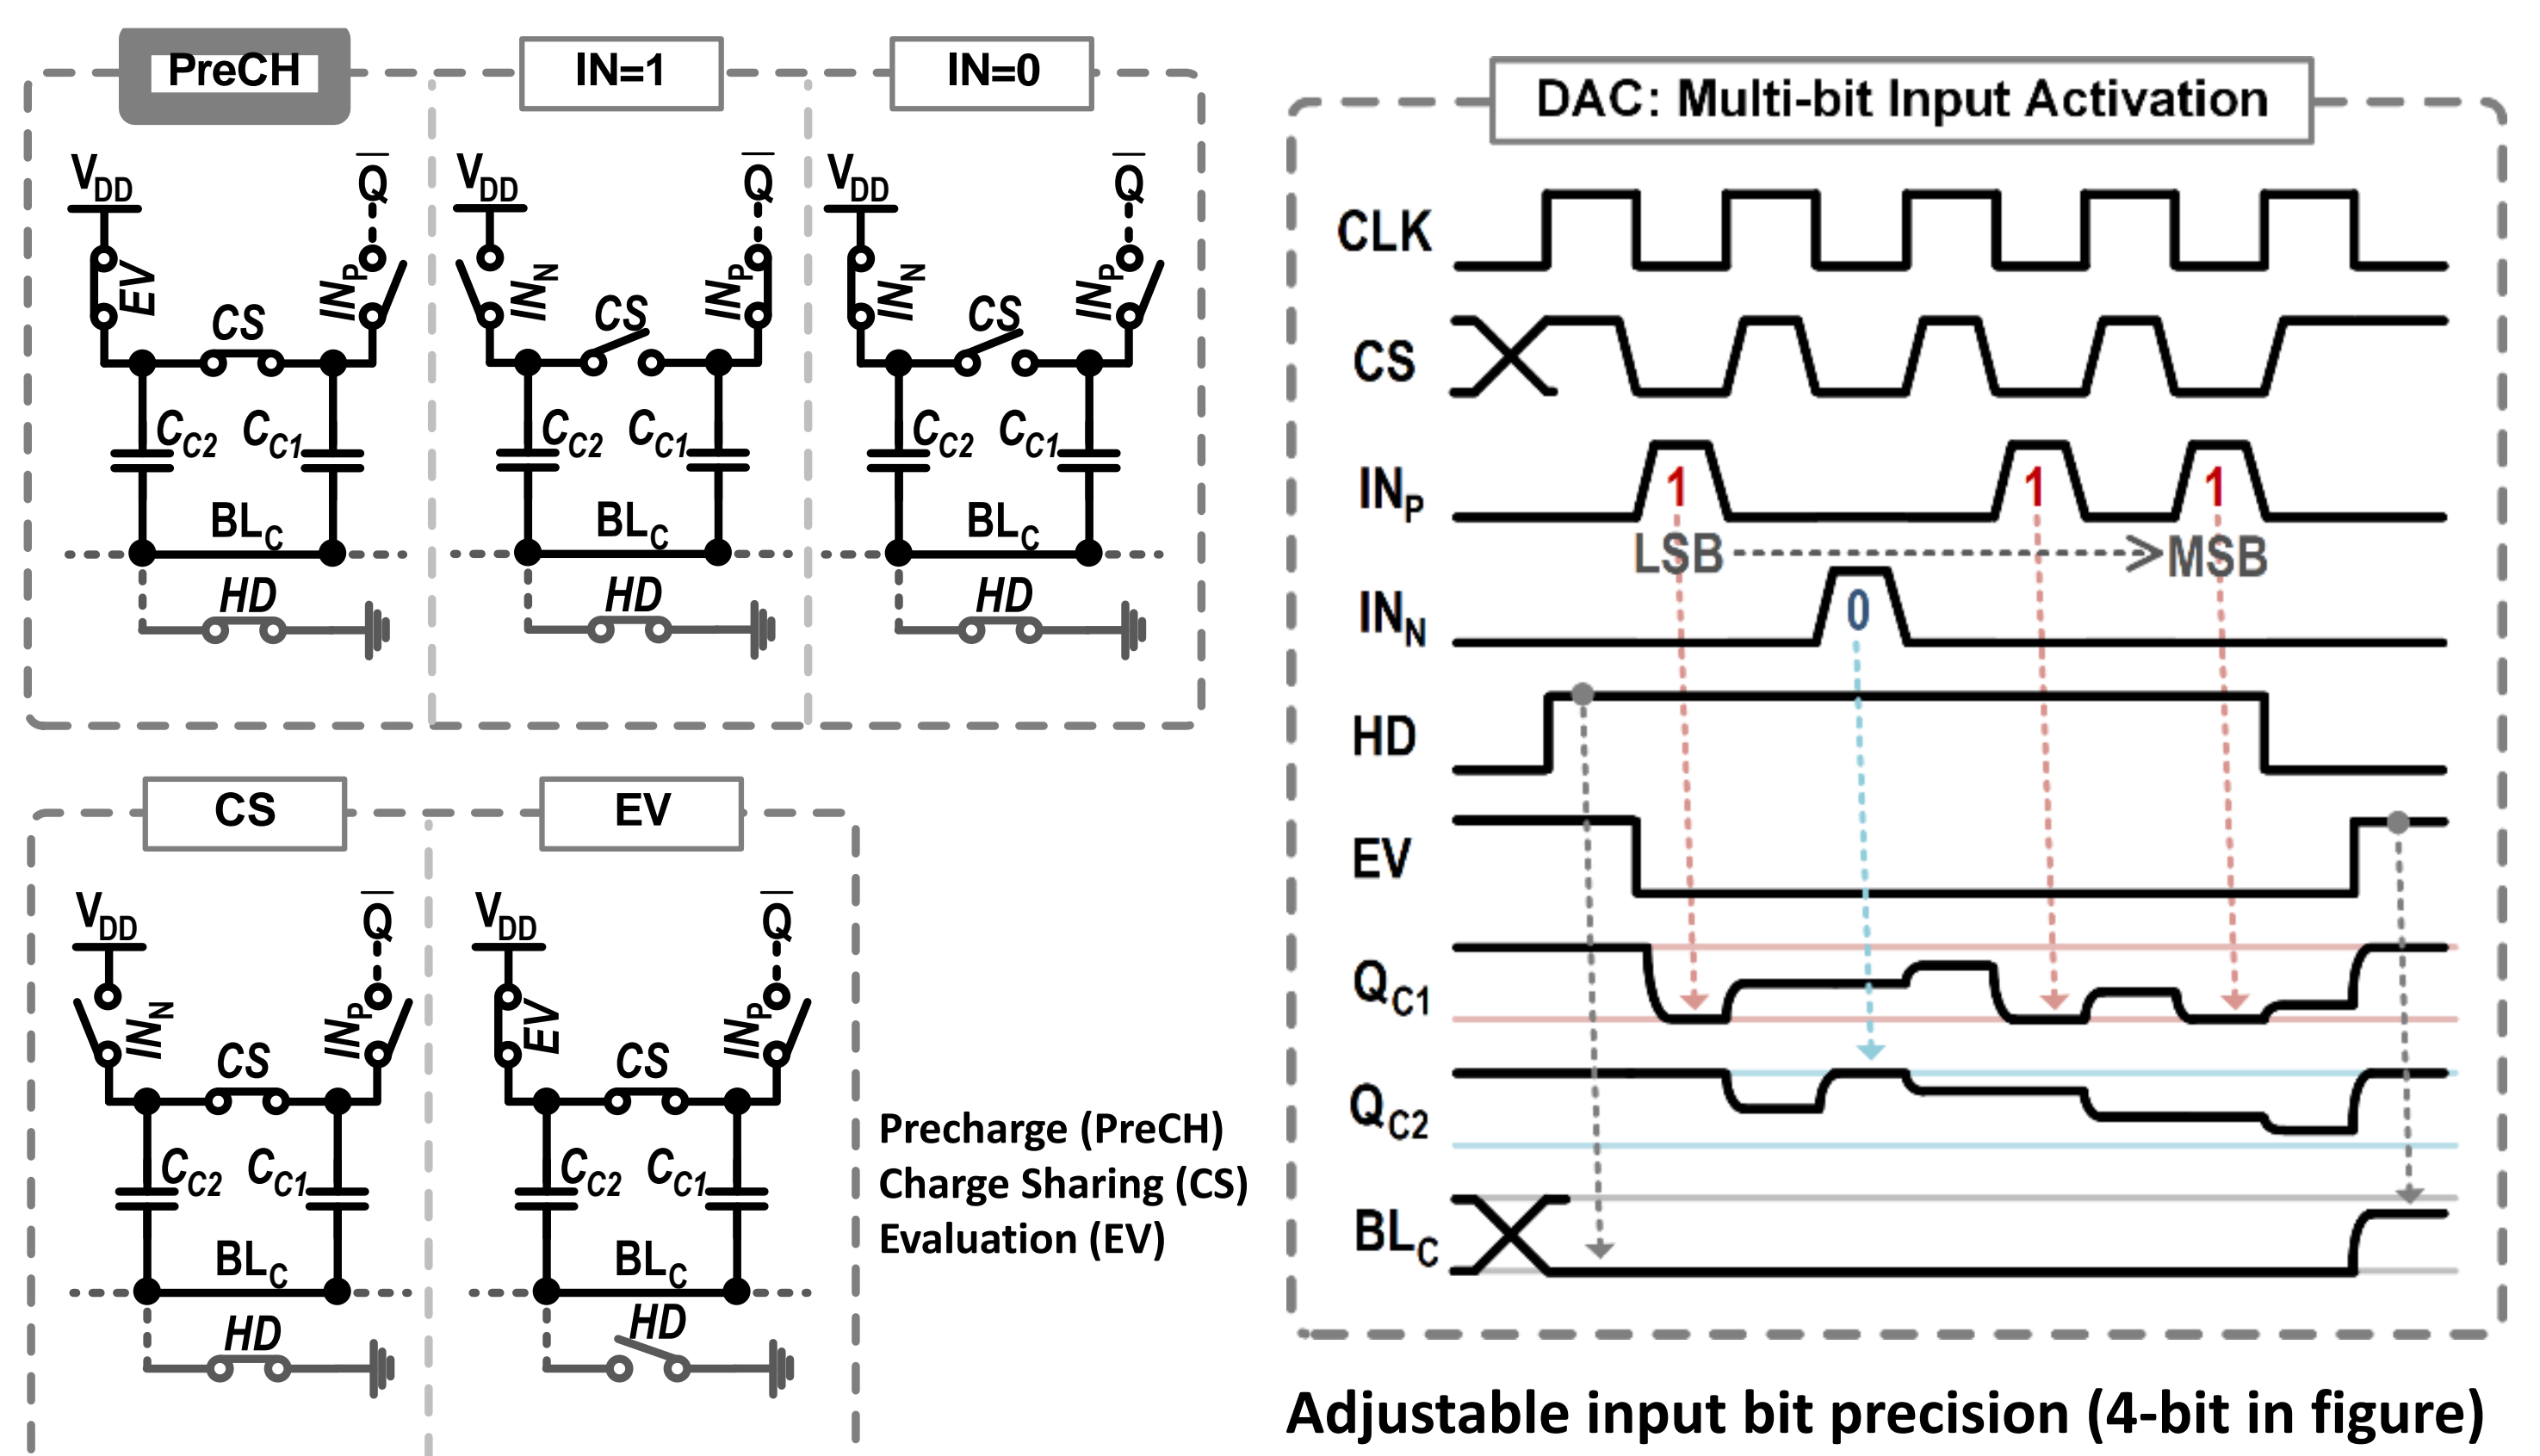 PreCH
IN=1
IN=0
VDD
Q̅
EV
INP
CS
CC2
CC1
BLC
HD
VDD
Q̅
INN
INP
CS
CC2
CC1
BLC
HD
VDD
Q̅
INN
INP
CS
CC2
CC1
BLC
HD
CS
EV
VDD
Q̅
INN
INP
CS
CC2
CC1
BLC
HD
VDD
Q̅
EV
INP
CS
CC2
CC1
BLC
HD
Precharge (PreCH)
Charge Sharing (CS)
Evaluation (EV)
DAC: Multi-bit Input Activation
CLK
CS
INP
1 1 1
LSB MSB
INN
0
HD
EV
QC1
QC2
BLC
Adjustable input bit precision (4-bit in figure)